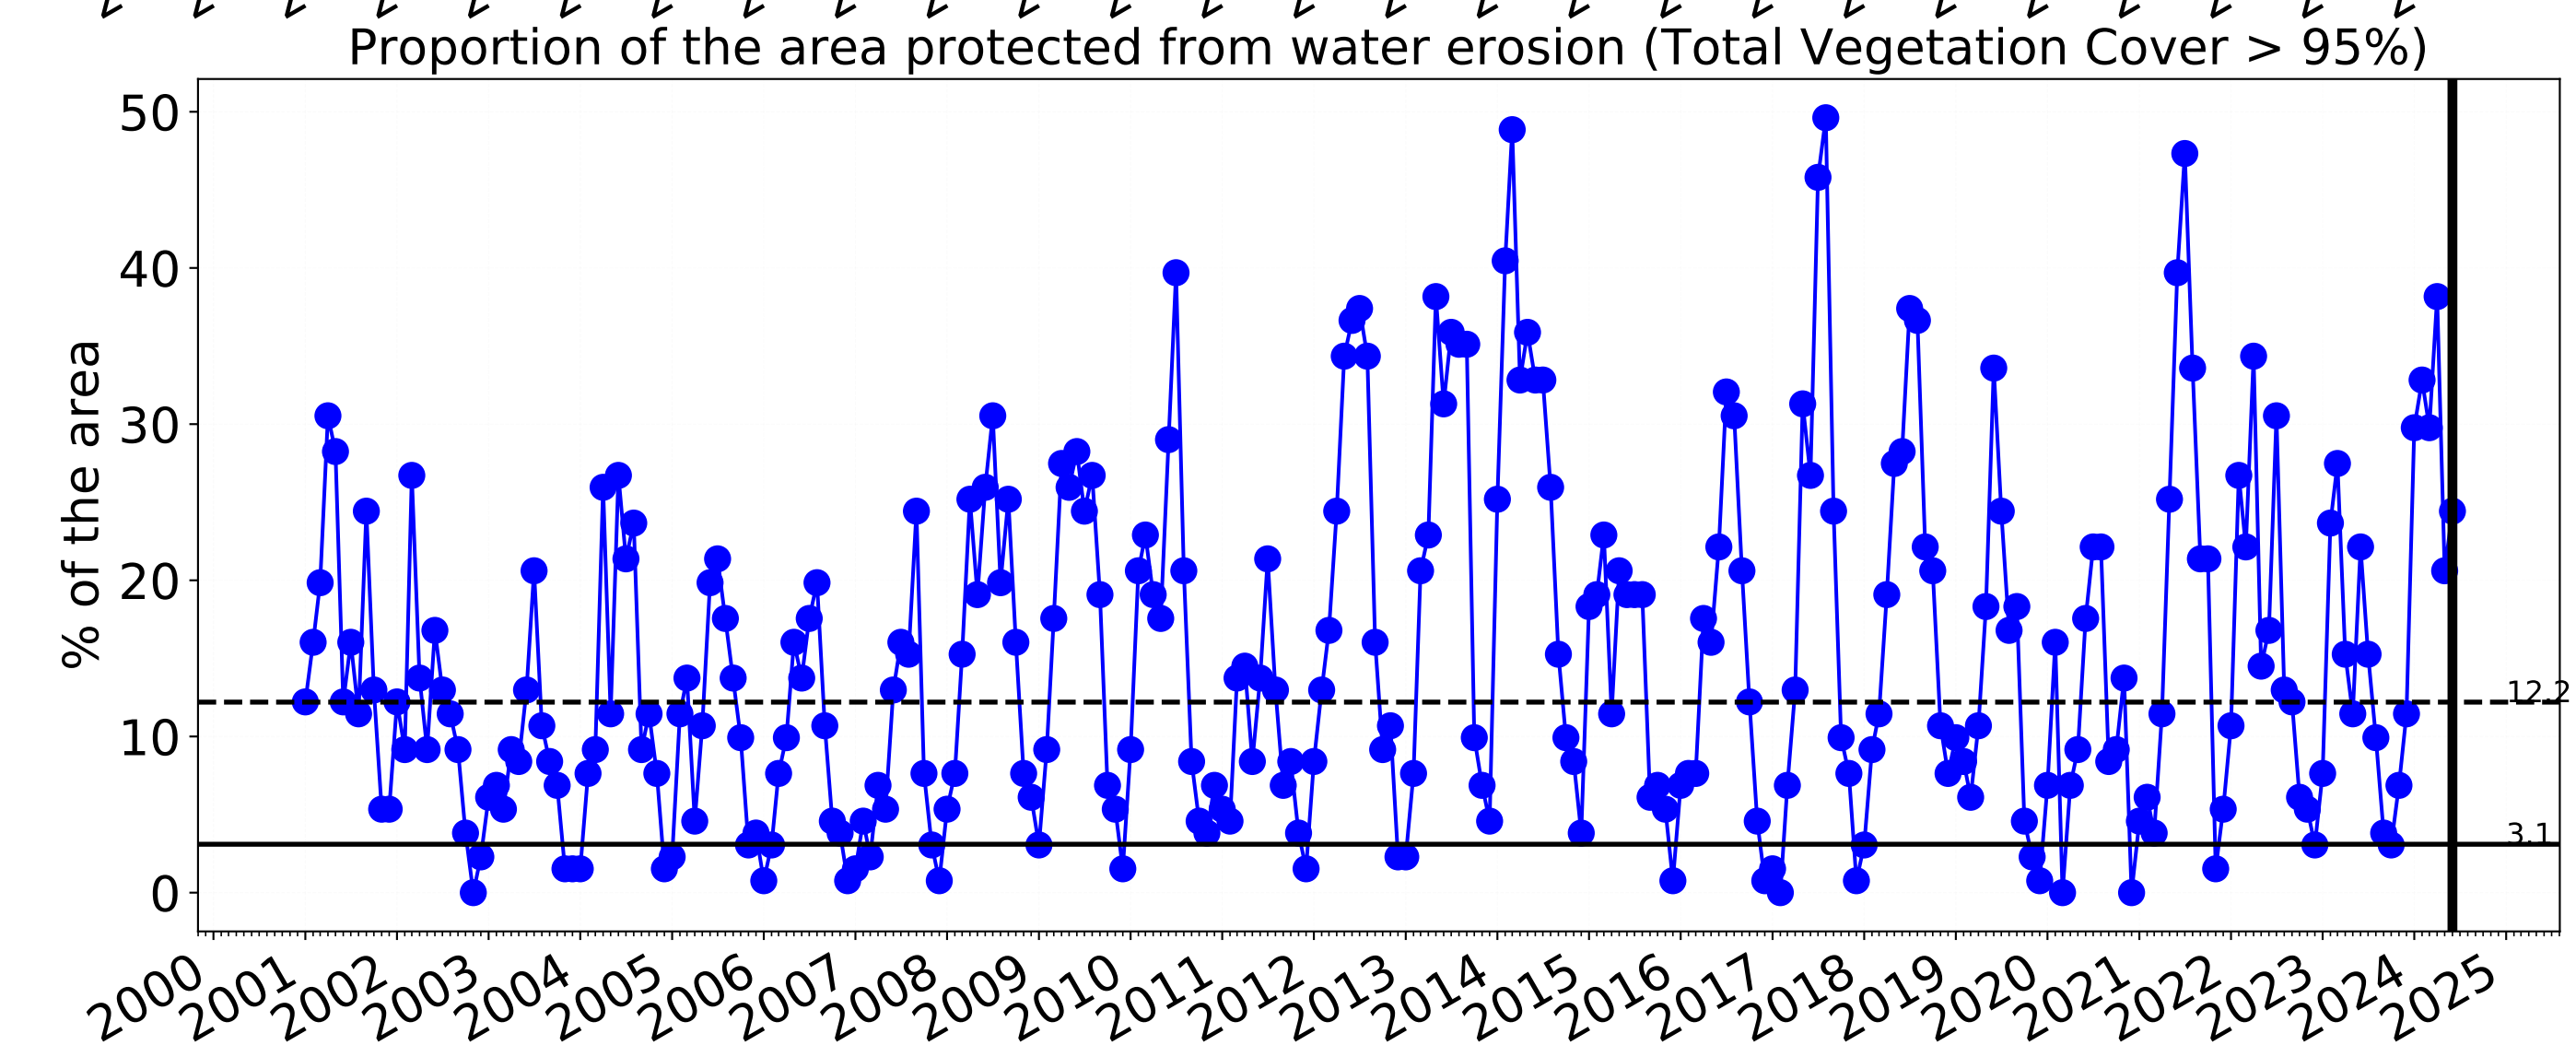 Proportion of the area protected from water erosion (Total Vegetation Cover > 95%)
% of the area
50
40
30
20
10
0
12.2
3.1
2000 2001 2002 2003 2004 2005 2006 2007 2008 2009 2010 2011 2012 2013 2014 2015 2016 2017 2018 2019 2020 2021 2022 2023 2024 2025